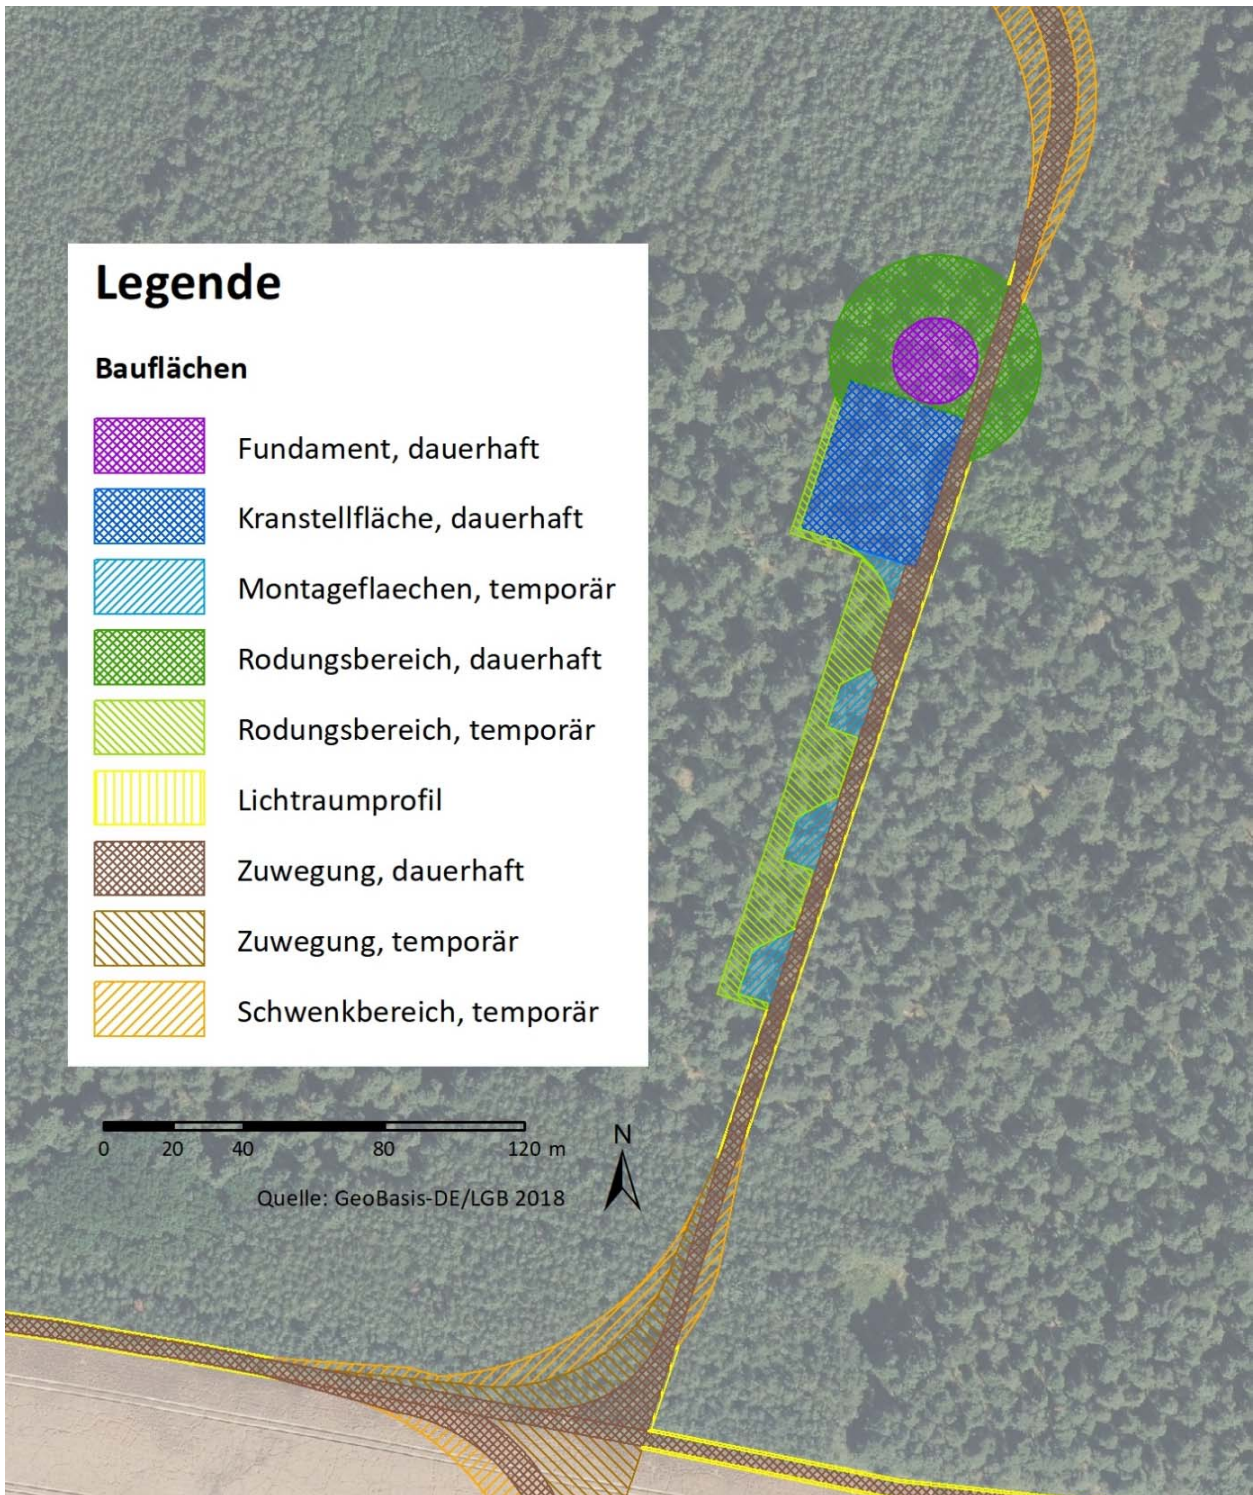 Legende
Bauflächen
Fundament, dauerhaft
Kranstellfläche, dauerhaft
Montageflaechen, temporär
Rodungsbereich, dauerhaft
Rodungsbereich, temporär
Lichtraumprofil
Zuwegung, dauerhaft
Zuwegung, temporär
Schwenkbereich, temporär
0 20 40 80 120 m
N
Quelle: GeoBasis-DE/LGB 2018